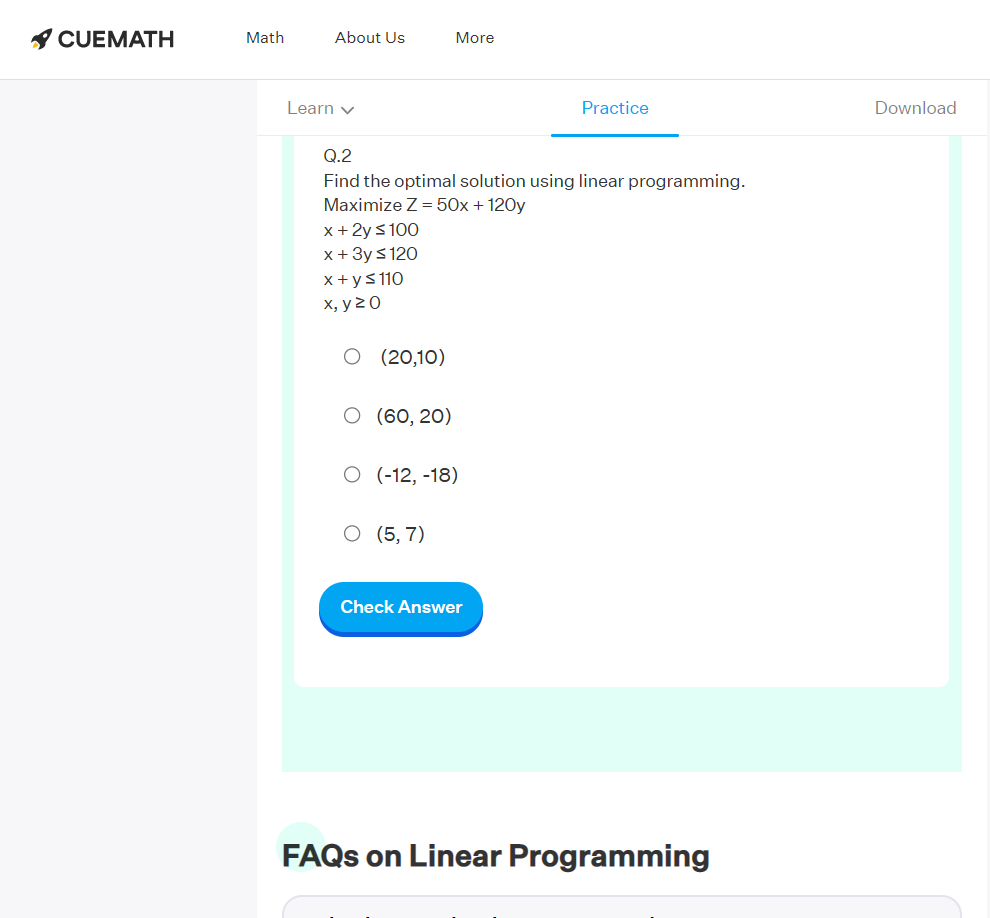 CUEMATH
Math
About Us
More
Learn
Practice
Download
Q.2
Find the optimal solution using linear programming.
Maximize Z = 50x + 120y
x + 2y ≤ 100
x + 3y ≤ 120
x + y ≤ 110
x, y ≥ 0
(20,10)
(60, 20)
(-12, -18)
(5, 7)
Check Answer
FAQs on Linear Programming